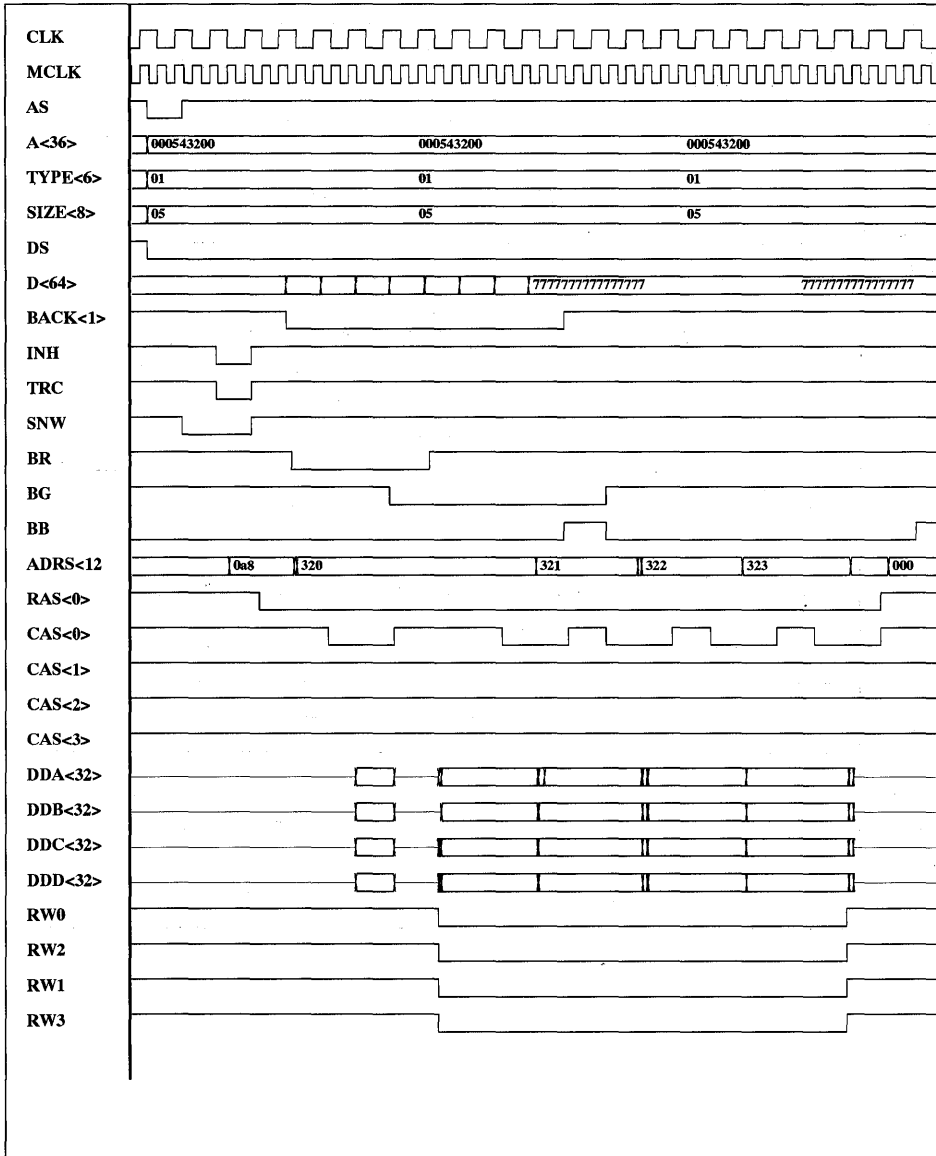 CLK
MCLK
AS
A<36> 000543200 000543200 000543200
TYPE<6> 01 01 01
SIZE<8> 05 05 05
DS
D<64> 7777777777777777 7777777777777777
BACK<1>
INH
TRC
SNW
BR
BG
BB
ADRS<12 0a8 320 321 322 323 000
RAS<0>
CAS<0>
CAS<1>
CAS<2>
CAS<3>
DDA<32>
DDB<32>
DDC<32>
DDD<32>
RW0
RW2
RW1
RW3